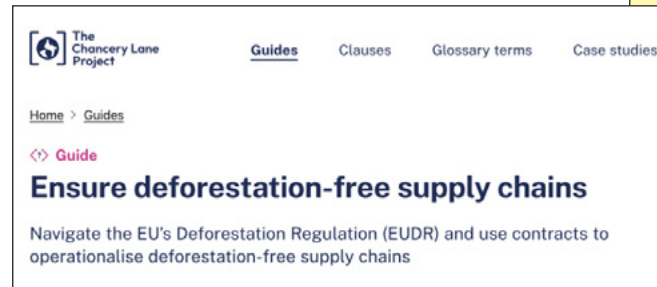 The
Chancery Lane
Project
Guides Clauses Glossary terms Case studies
Home > Guides
Guide
Ensure deforestation-free supply chains
Navigate the EU's Deforestation Regulation (EUDR) and use contracts to
operationalise deforestation-free supply chains